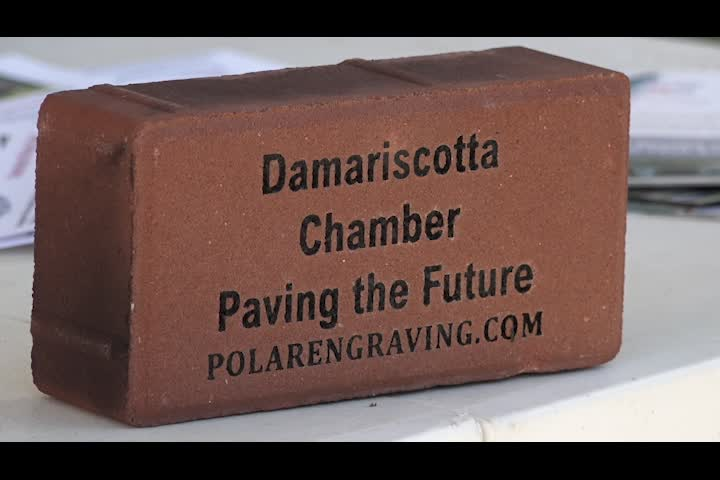 Damariscotta
Chamber
Paving the Future
POLARENGRAVING.COM